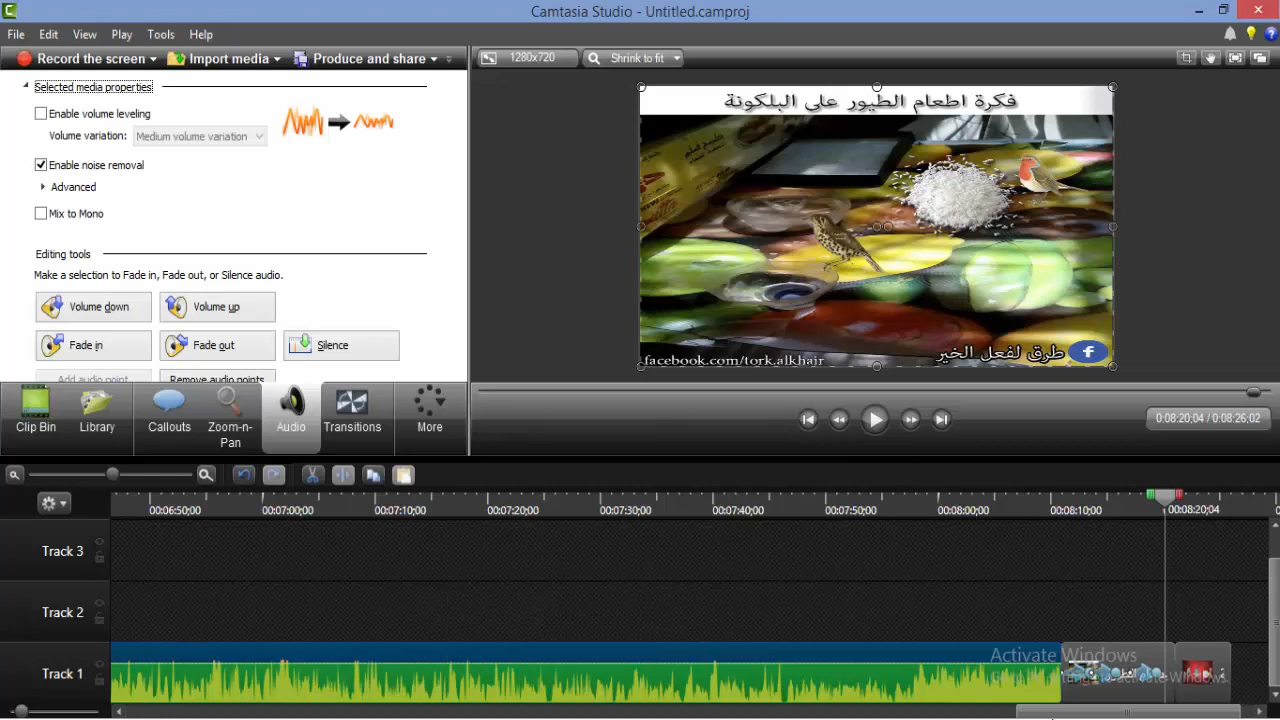 Camtasia Studio - Untitled.camproj
File Edit View Play Tools Help
Record the screen Import media Produce and share
1280x720 Shrink to fit
Selected media properties
Enable volume leveling
Volume variation: Medium volume variation
Enable noise removal
Advanced
Mix to Mono
Editing tools
Make a selection to Fade in, Fade out, or Silence audio.
Volume down Volume up
Fade in Fade out Silence
Add audio point Remove audio points
فكرة اطعام الطيور على البلكونة
طرق لفعل الخير
facebook.com/tork.alkhair
Clip Bin Library Callouts Zoom-n-Pan Audio Transitions More
0:08:20;04 / 0:08:26;02
00:06:50;00 00:07:00;00 00:07:10;00 00:07:20;00 00:07:30;00 00:07:40;00 00:07:50;00 00:08:00;00 00:08:10;00 00:08:20;04
Track 3
Track 2
Track 1
Activate Windows